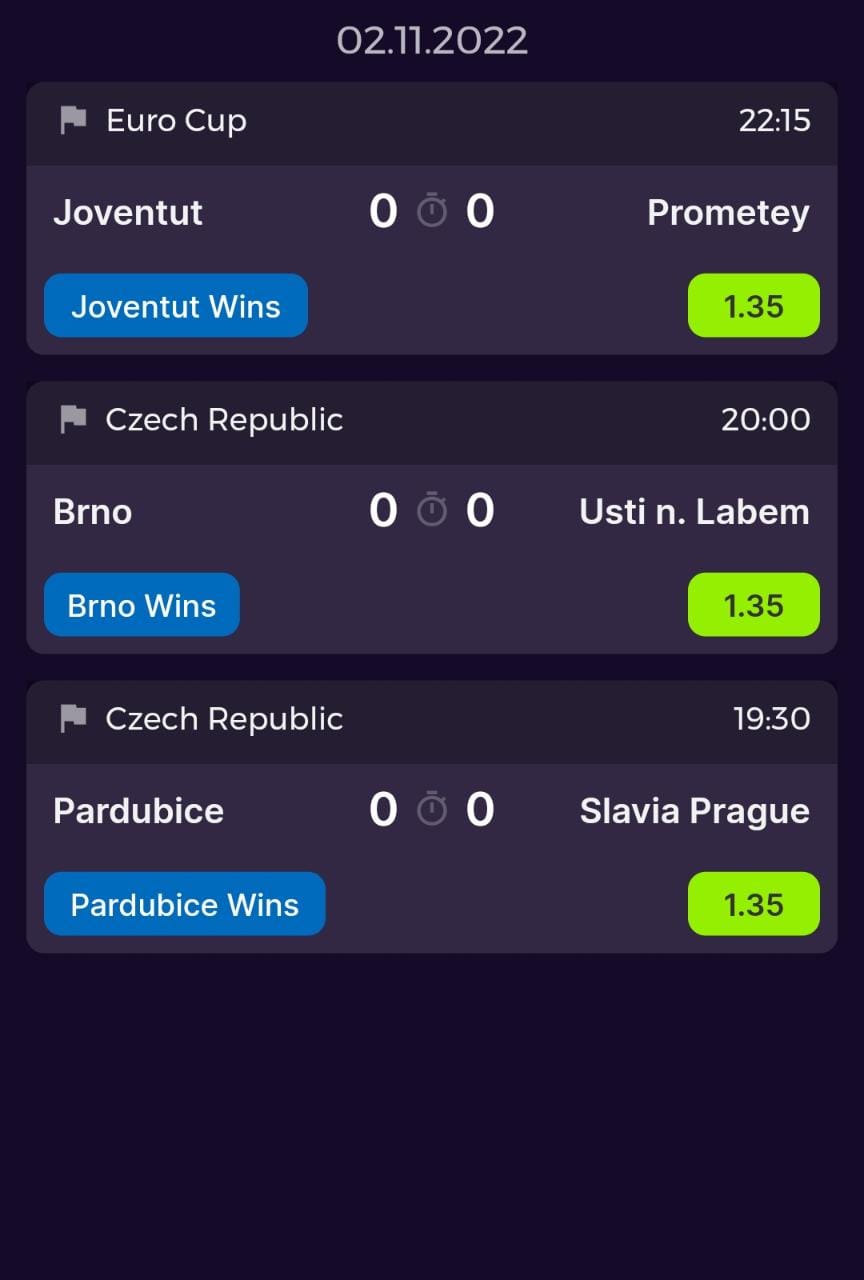 02.11.2022
Euro Cup 22:15
Joventut 0 0 Prometey
Joventut Wins 1.35
Czech Republic 20:00
Brno 0 0 Usti n. Labem
Brno Wins 1.35
Czech Republic 19:30
Pardubice 0 0 Slavia Prague
Pardubice Wins 1.35